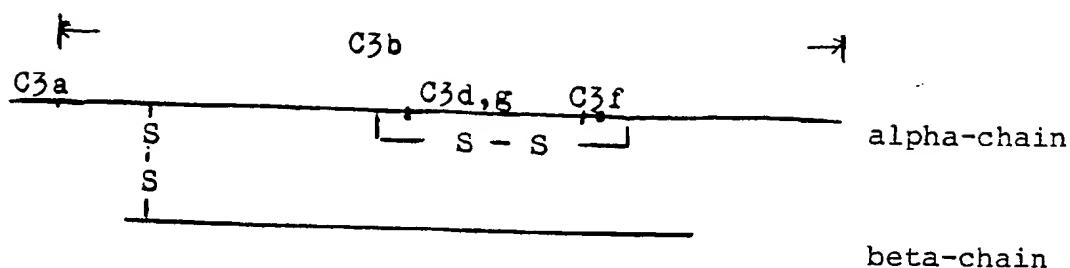 C3b
C3a
C3d,g C3f
alpha-chain
S
S - S
S
beta-chain